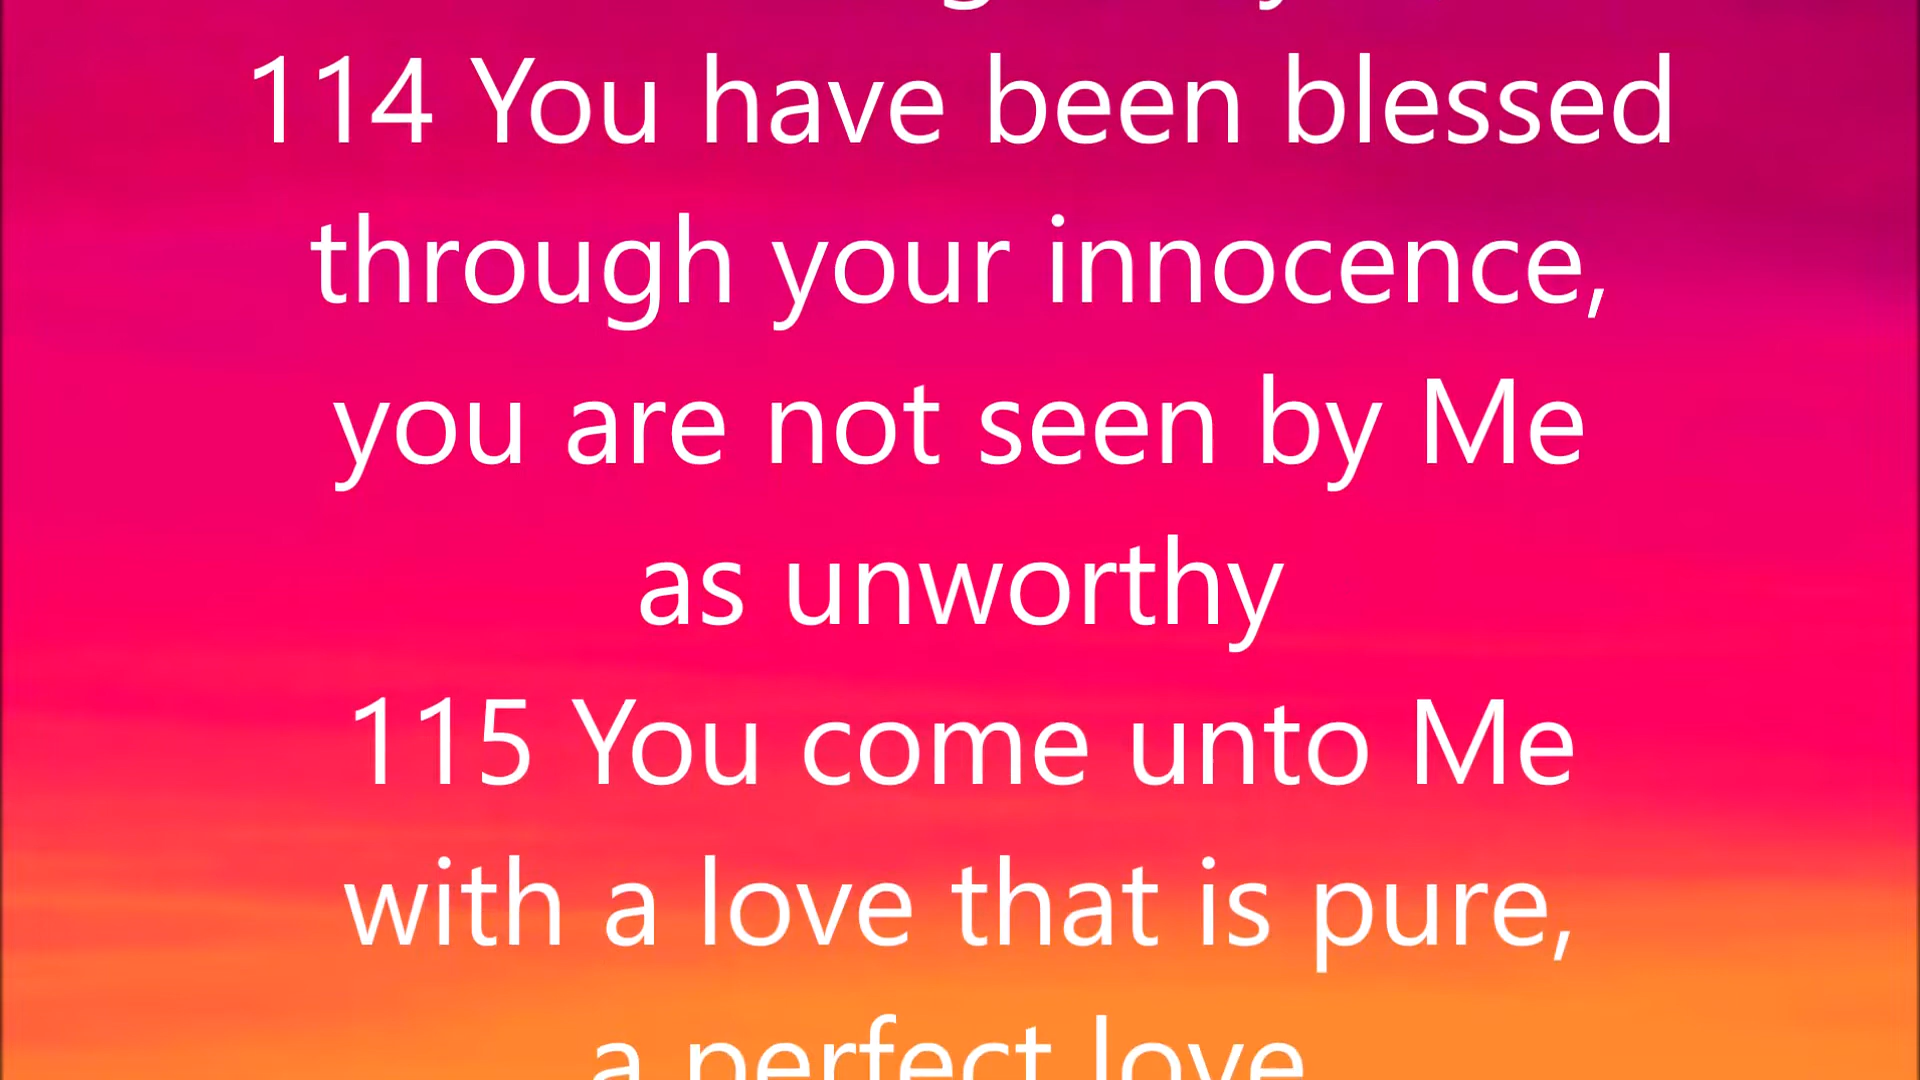 114 You have been blessed
through your innocence,
you are not seen by Me
as unworthy
115 You come unto Me
with a love that is pure,
a perfect love